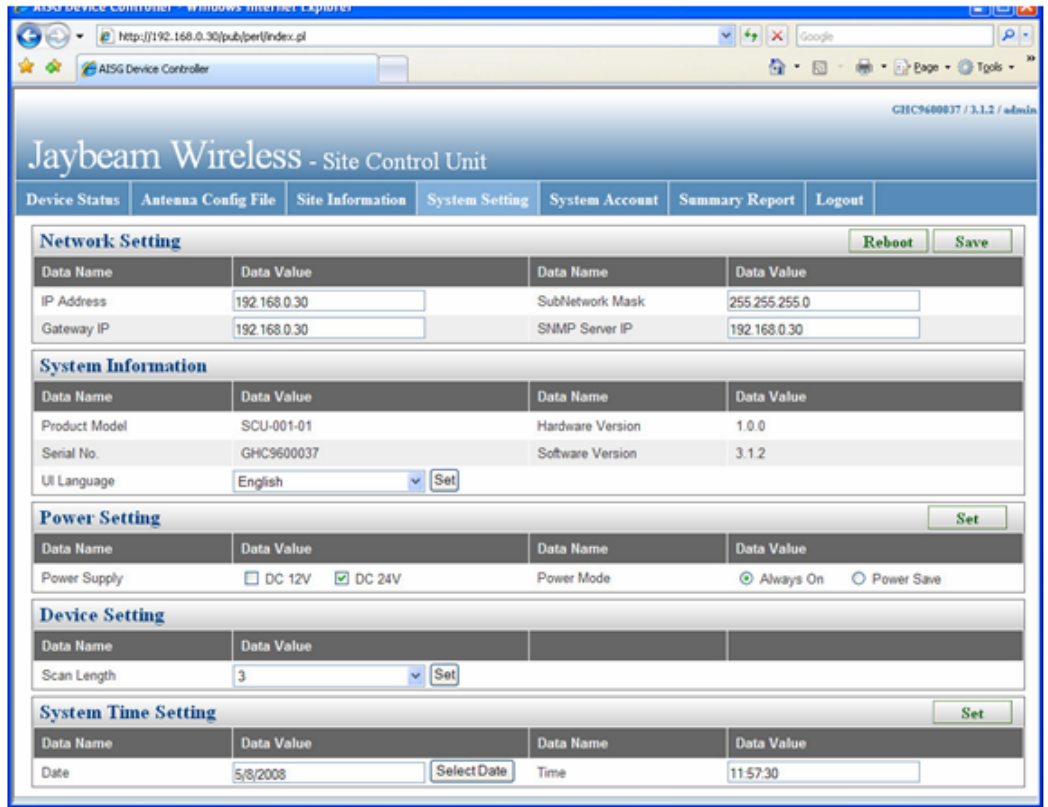 AISG Device Controller - Windows Internet Explorer
http://192.168.0.30/pub/perl/index.pl
Google
AISG Device Controller
Page
Tools
GHC9600037 / 3.1.2 / admin
Jaybeam Wireless - Site Control Unit
Device Status Antenna Config File Site Information System Setting System Account Summary Report Logout
Network Setting Reboot Save
Data Name Data Value Data Name Data Value
IP Address 192.168.0.30 SubNetwork Mask 255.255.255.0
Gateway IP 192.168.0.30 SNMP Server IP 192.168.0.30
System Information
Data Name Data Value Data Name Data Value
Product Model SCU-001-01 Hardware Version 1.0.0
Serial No. GHC9600037 Software Version 3.1.2
UI Language English Set
Power Setting Set
Data Name Data Value Data Name Data Value
Power Supply DC 12V DC 24V Power Mode Always On Power Save
Device Setting
Data Name Data Value
Scan Length 3 Set
System Time Setting Set
Data Name Data Value Data Name Data Value
Date 5/8/2008 Select Date Time 11:57:30